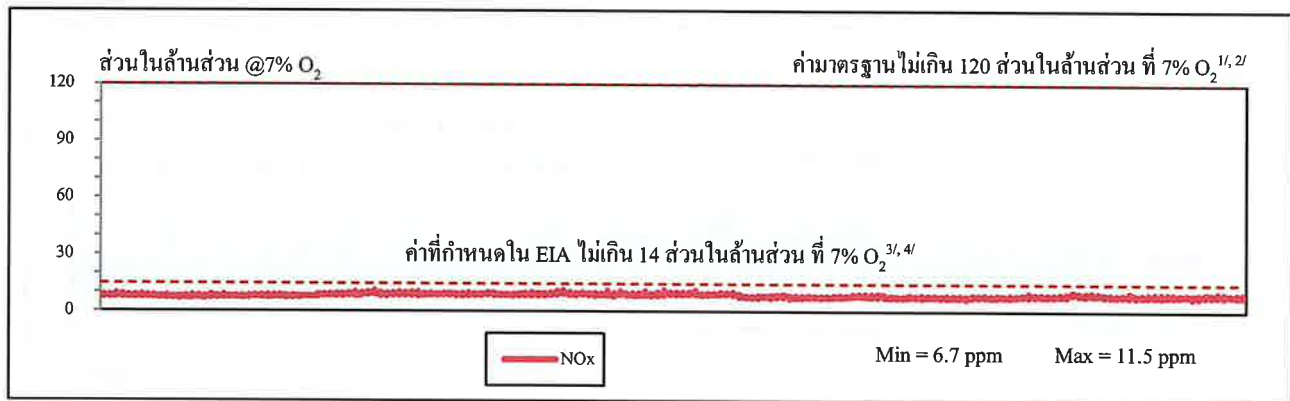 ส่วนในล้านส่วน @7% O2
ค่ามาตรฐานไม่เกิน 120 ส่วนในล้านส่วน ที่ 7% O2 1/, 2/
120
90
60
30
0
ค่าที่กำหนดใน EIA ไม่เกิน 14 ส่วนในล้านส่วน ที่ 7% O2 3/, 4/
NOx
Min = 6.7 ppm
Max = 11.5 ppm